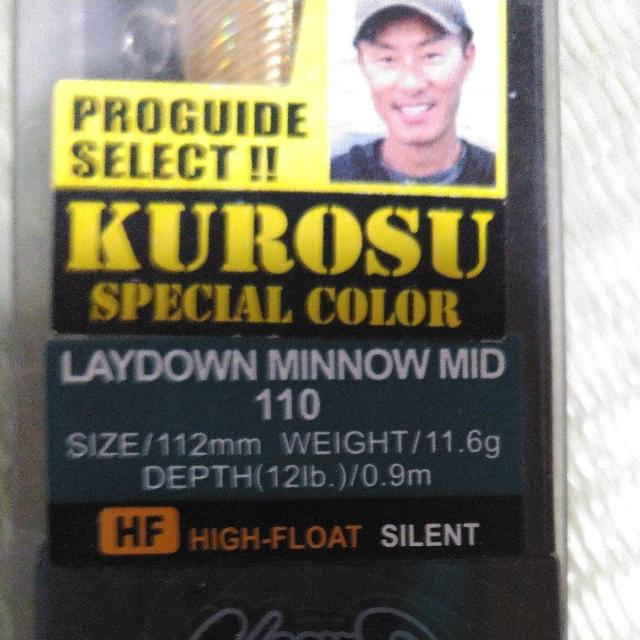 PROGUIDE
SELECT !!
KUROSU
SPECIAL COLOR
LAYDOWN MINNOW MID
110
SIZE/112mm WEIGHT/11.6g
DEPTH(12lb.)/0.9m
HF HIGH-FLOAT SILENT